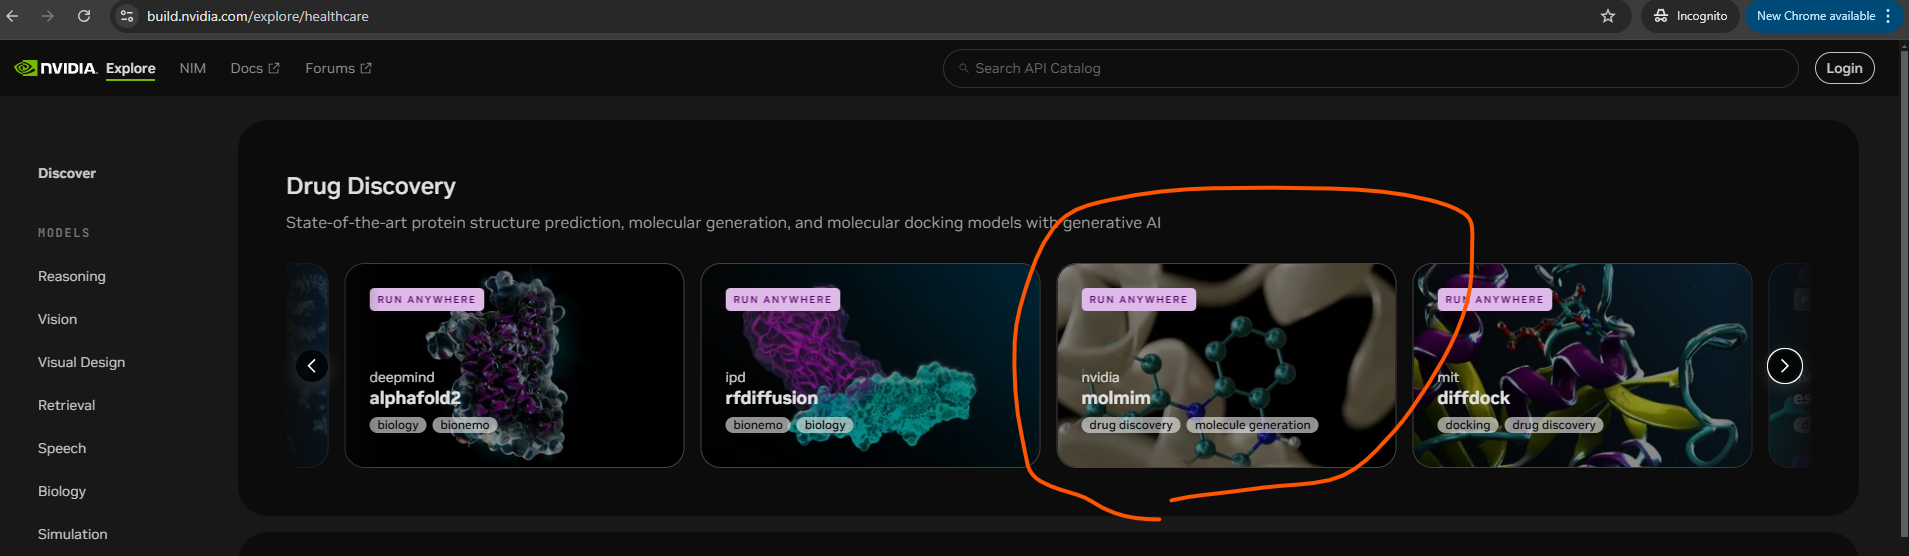 build.nvidia.com/explore/healthcare
Incognito
New Chrome available
NVIDIA.
Explore
NIM
Docs
Forums
Search API Catalog
Login
Discover
MODELS
Reasoning
Vision
Visual Design
Retrieval
Speech
Biology
Simulation
Drug Discovery
State-of-the-art protein structure prediction, molecular generation, and molecular docking models with generative AI
RUN ANYWHERE
deepmind
alphafold2
biology
bionemo
RUN ANYWHERE
ipd
rfdiffusion
bionemo
biology
RUN ANYWHERE
nvidia
molmim
drug discovery
molecule generation
RUN ANYWHERE
mit
diffdock
docking
drug discovery